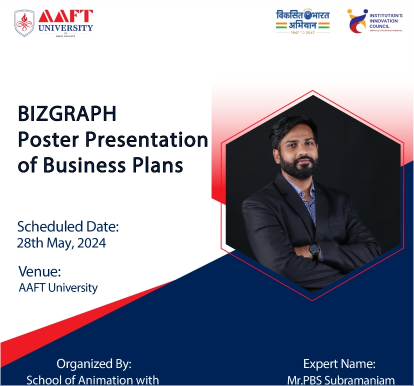 AAFT
UNIVERSITY
विकसित भारत
अभियान
INSTITUTION'S
INNOVATION
COUNCIL
BIZGRAPH
Poster Presentation
of Business Plans
Scheduled Date:
28th May, 2024
Venue:
AAFT University
Organized By:
School of Animation with
Expert Name:
Mr.PBS Subramaniam